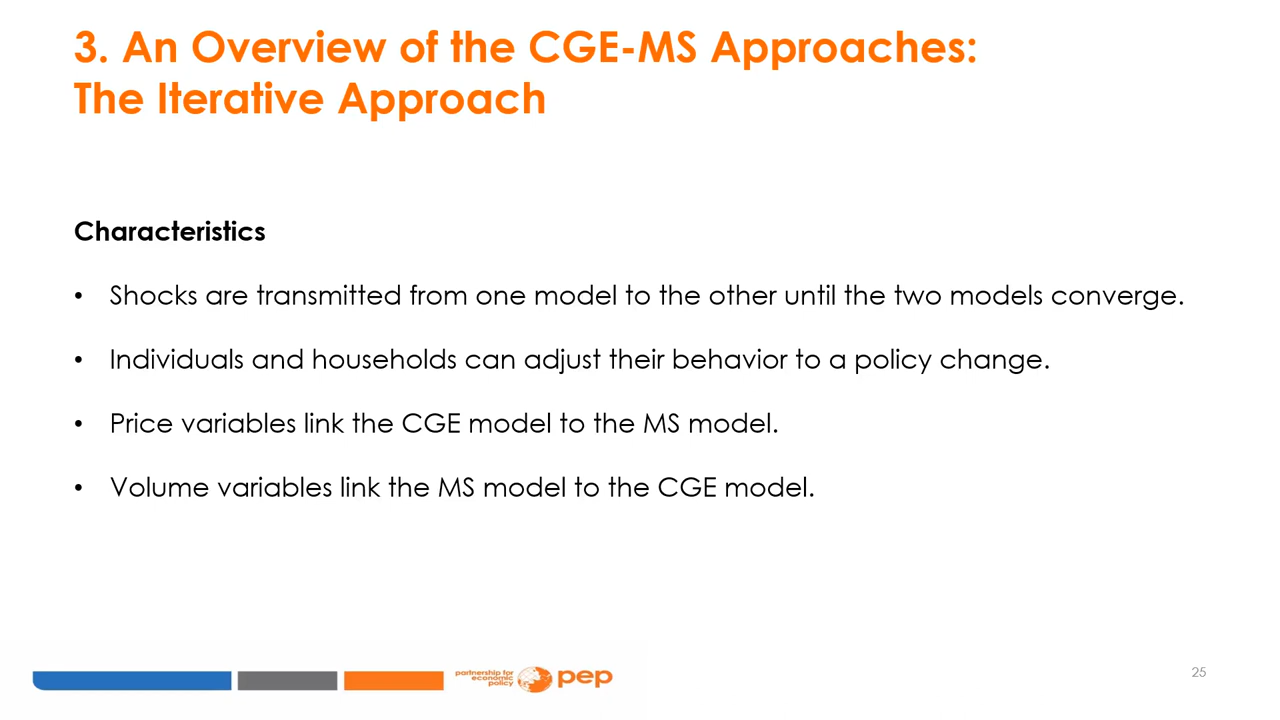 3. An Overview of the CGE-MS Approaches:
The Iterative Approach
Characteristics
• Shocks are transmitted from one model to the other until the two models converge.
• Individuals and households can adjust their behavior to a policy change.
• Price variables link the CGE model to the MS model.
• Volume variables link the MS model to the CGE model.
partnership for
economic
policy
pep
25